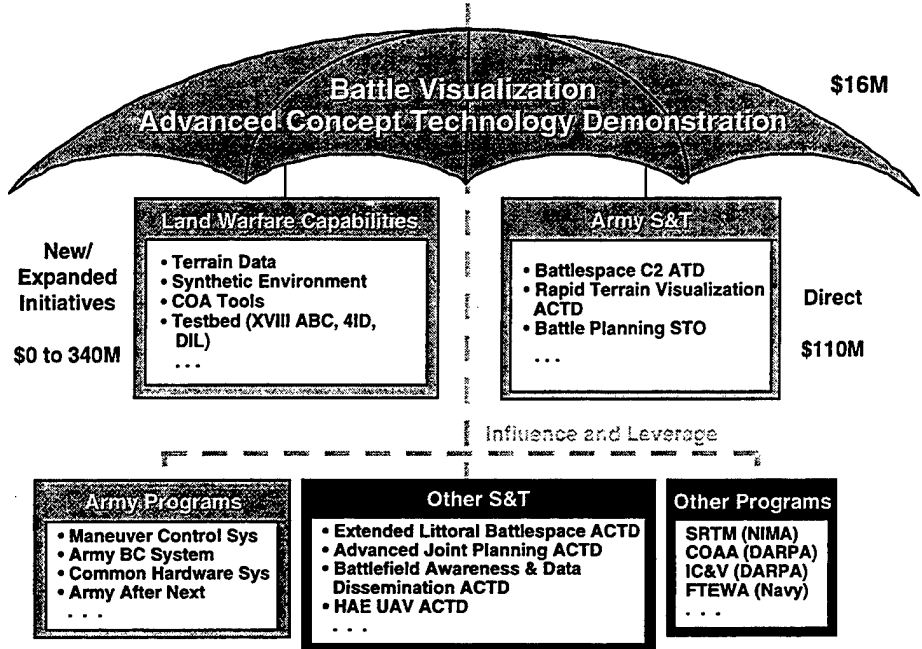 Battle Visualization
Advanced Concept Technology Demonstration
$16M
Land Warfare Capabilities
• Terrain Data
• Synthetic Environment
• COA Tools
• Testbed (XVIII ABC, 4ID,
DIL)
. . .
New/
Expanded
Initiatives
$0 to 340M
Army S&T
• Battlespace C2 ATD
• Rapid Terrain Visualization
ACTD
• Battle Planning STO
. . .
Direct
$110M
Influence and Leverage
Army Programs
• Maneuver Control Sys
• Army BC System
• Common Hardware Sys
• Army After Next
. . .
Other S&T
• Extended Littoral Battlespace ACTD
• Advanced Joint Planning ACTD
• Battlefield Awareness & Data
Dissemination ACTD
• HAE UAV ACTD
. . .
Other Programs
SRTM (NIMA)
COAA (DARPA)
IC&V (DARPA)
FTEWA (Navy)
. . .